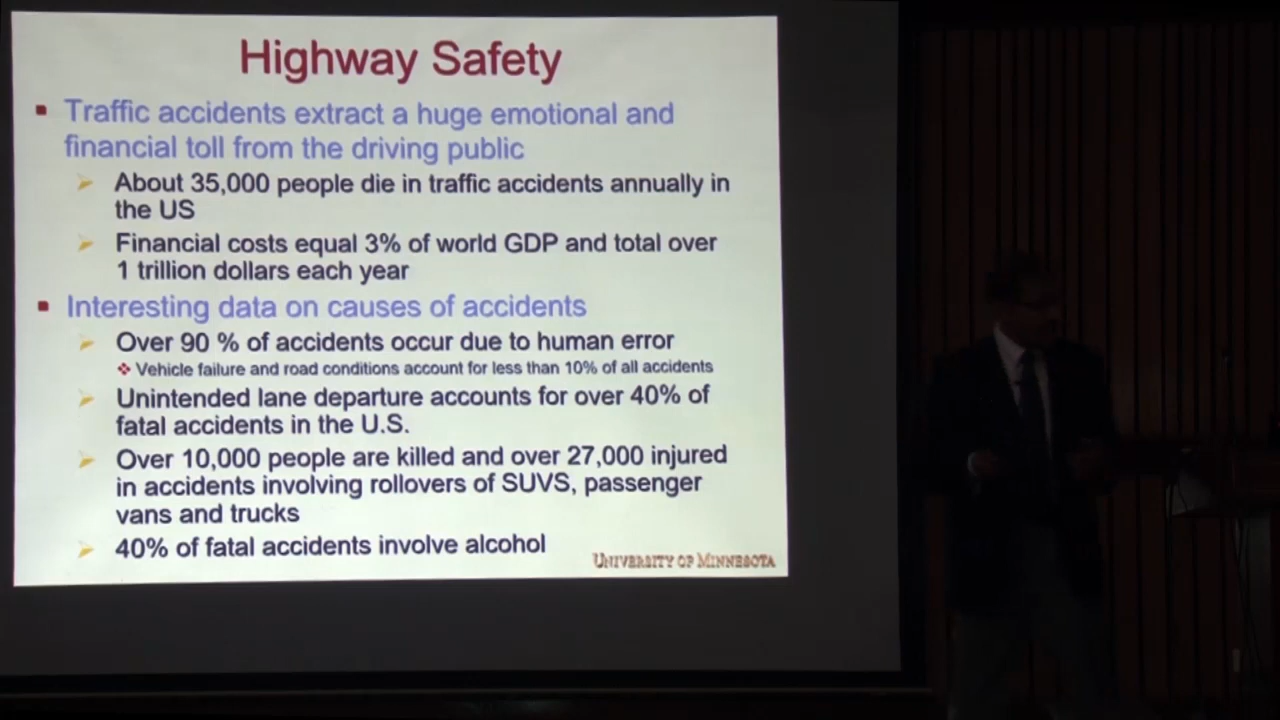 Highway Safety
Traffic accidents extract a huge emotional and
financial toll from the driving public
About 35,000 people die in traffic accidents annually in
the US
Financial costs equal 3% of world GDP and total over
1 trillion dollars each year
Interesting data on causes of accidents
Over 90 % of accidents occur due to human error
Vehicle failure and road conditions account for less than 10% of all accidents
Unintended lane departure accounts for over 40% of
fatal accidents in the U.S.
Over 10,000 people are killed and over 27,000 injured
in accidents involving rollovers of SUVS, passenger
vans and trucks
40% of fatal accidents involve alcohol
UNIVERSITY OF MINNESOTA